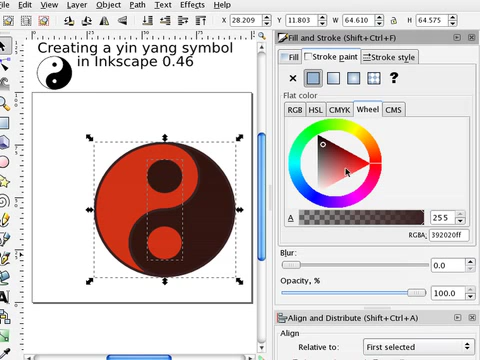 File Edit View Layer Object Path Text Effects Help
X 28.209 Y 11.803 W 64.610 H 64.575
Creating a yin yang symbol
in Inkscape 0.46
Fill and Stroke (Shift+Ctrl+F)
Fill Stroke paint Stroke style
Flat color
RGB HSL CMYK Wheel CMS
A 255
RGBA: 392020ff
Blur:
0.0
Opacity, %
100.0
Align and Distribute (Shift+Ctrl+A)
Align
Relative to: First selected